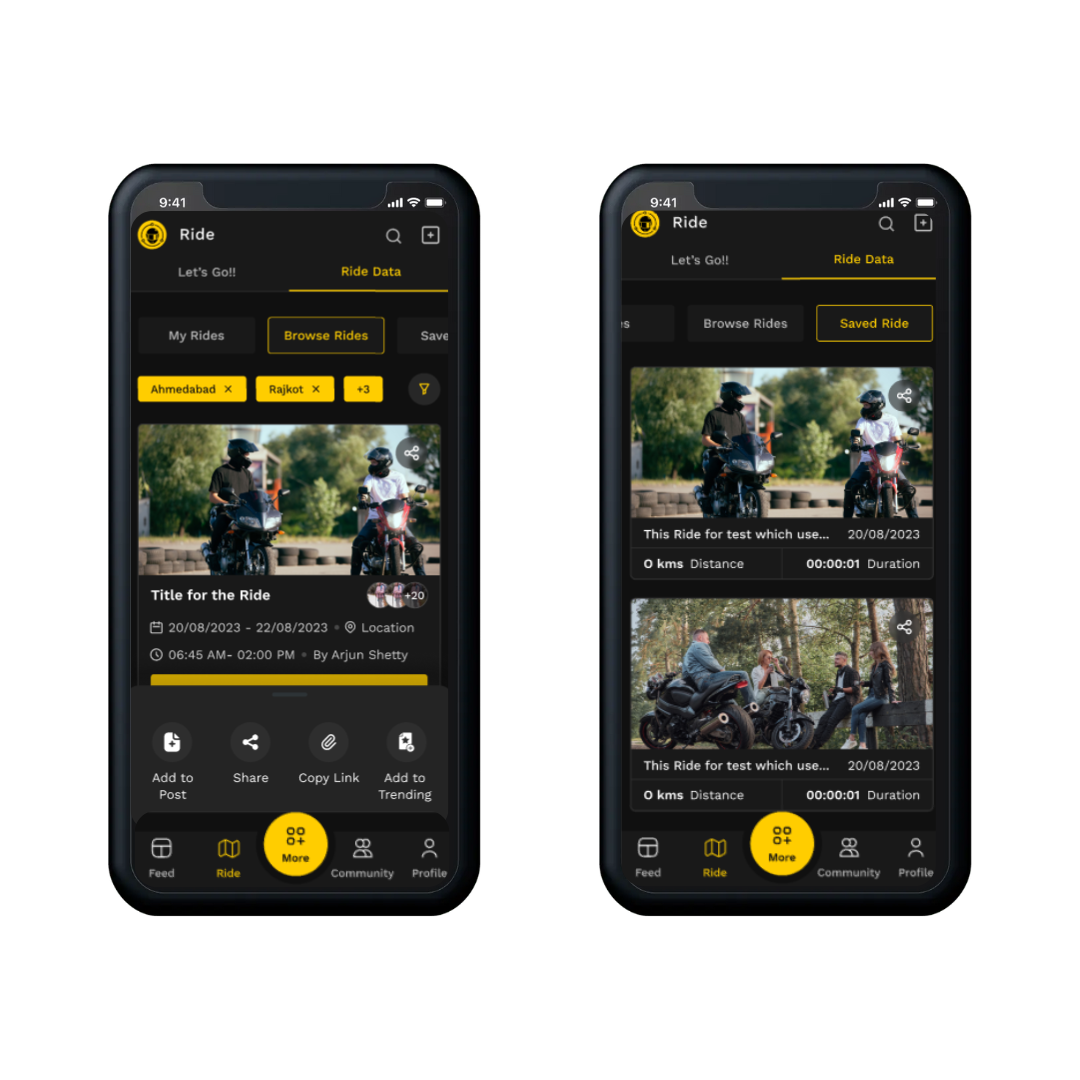 9:41
Ride
Let's Go!!
Ride Data
My Rides
Browse Rides
Save
Ahmedabad ×
Rajkot ×
+3
Title for the Ride
+20
20/08/2023 - 22/08/2023 • Location
06:45 AM- 02:00 PM • By Arjun Shetty
Add to
Post
Share
Copy Link
Add to
Trending
Feed
Ride
More
Community
Profile
9:41
Ride
Let's Go!!
Ride Data
es
Browse Rides
Saved Ride
This Ride for test which use...
20/08/2023
0 kms Distance
00:00:01 Duration
This Ride for test which use...
20/08/2023
0 kms Distance
00:00:01 Duration
Feed
Ride
More
Community
Profile